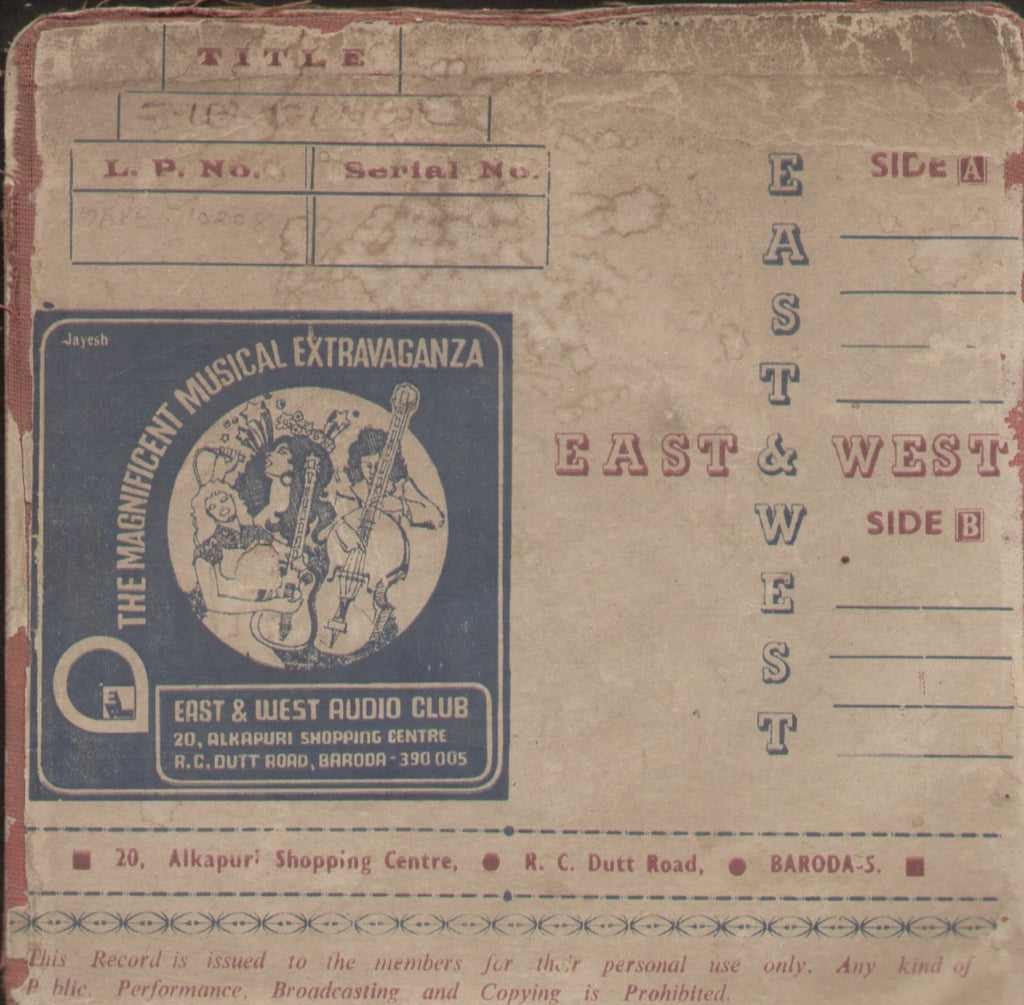 TITLE
L. P. No. Serial No.
SIDE A
EAST & WEST
EAST & WEST
SIDE B
Jayesh
THE MAGNIFICENT MUSICAL EXTRAVAGANZA
EAST & WEST AUDIO CLUB
20, ALKAPURI SHOPPING CENTRE
R.C. DUTT ROAD, BARODA-390 005
20, Alkapuri Shopping Centre, R. C. Dutt Road, BARODA-5.
This Record is issued to the members for their personal use only. Any kind of
Public, Performance, Broadcasting and Copying is Prohibited.